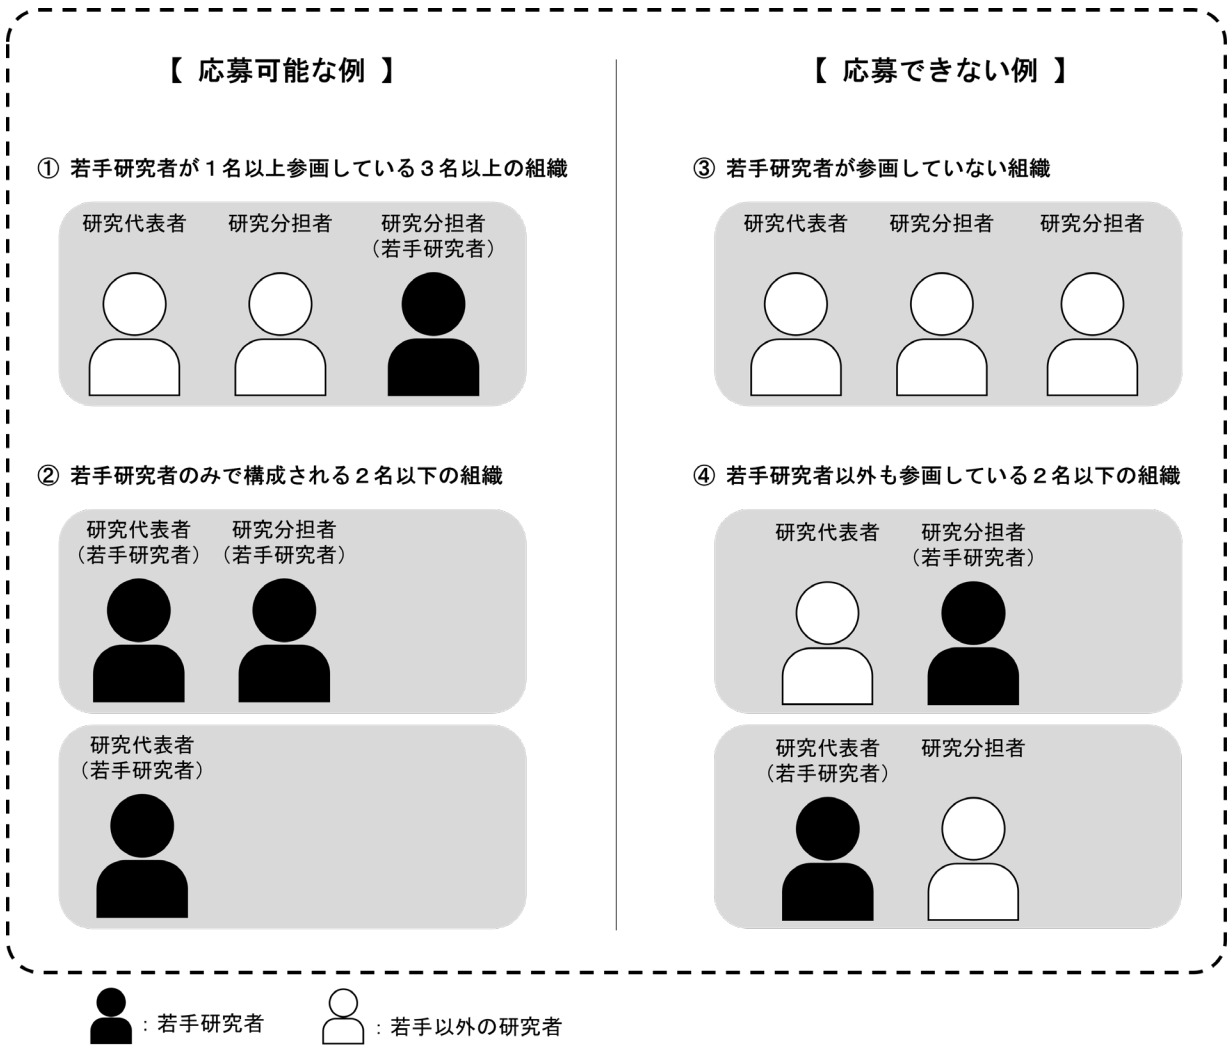 【 応募可能な例 】
① 若手研究者が１名以上参画している３名以上の組織
研究代表者 研究分担者 研究分担者
（若手研究者）
② 若手研究者のみで構成される２名以下の組織
研究代表者 研究分担者
（若手研究者） （若手研究者）
研究代表者
（若手研究者）
【 応募できない例 】
③ 若手研究者が参画していない組織
研究代表者 研究分担者 研究分担者
④ 若手研究者以外も参画している２名以下の組織
研究代表者 研究分担者
（若手研究者）
研究代表者 研究分担者
（若手研究者）
：若手研究者 ：若手以外の研究者